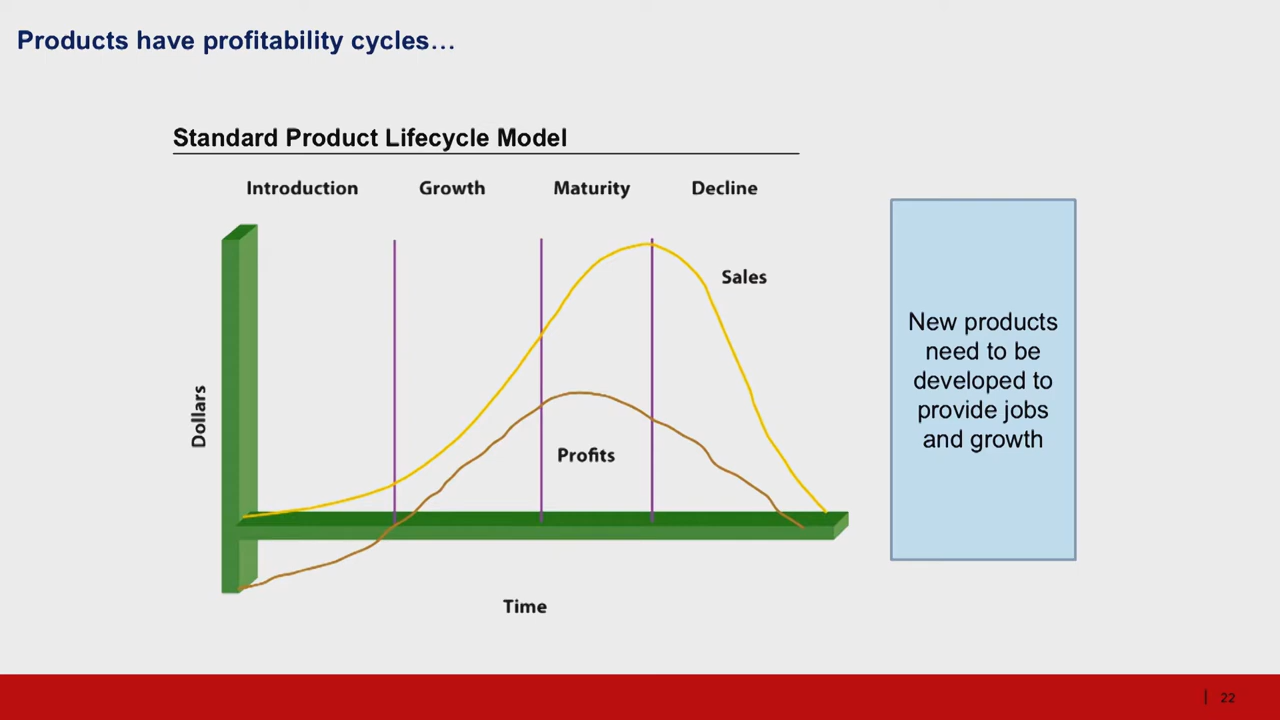 Products have profitability cycles…
Standard Product Lifecycle Model
Introduction
Growth
Maturity
Decline
Sales
Dollars
Profits
Time
New products
need to be
developed to
provide jobs
and growth
| 22